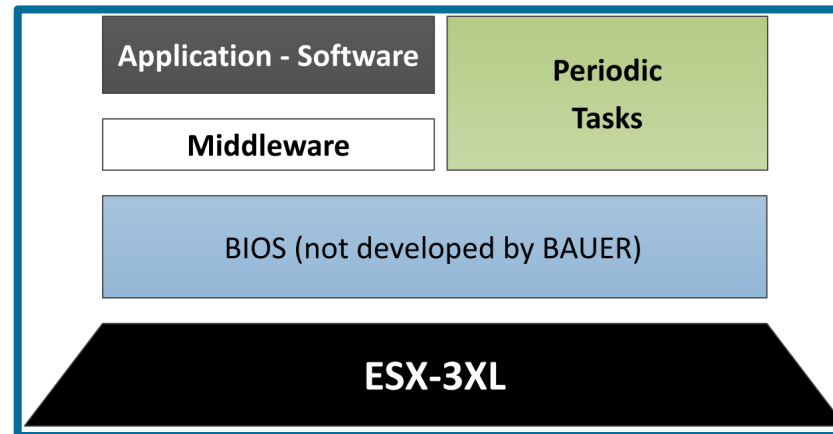 Application - Software
Periodic
Tasks
Middleware
BIOS (not developed by BAUER)
ESX-3XL